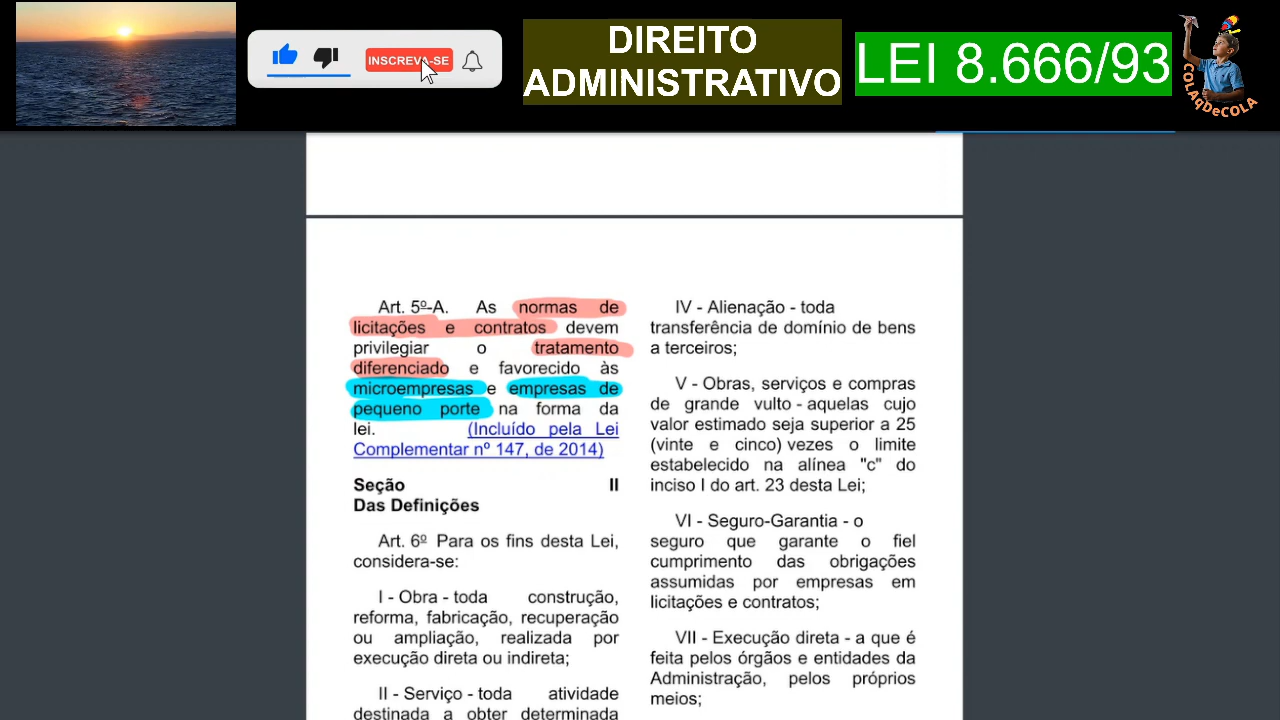 INSCREVA-SE
DIREITO
ADMINISTRATIVO
LEI 8.666/93
COLAqDeCOLA
Art. 5º-A. As normas de
licitações e contratos devem
privilegiar o tratamento
diferenciado e favorecido às
microempresas e empresas de
pequeno porte na forma da
lei. (Incluído pela Lei
Complementar nº 147, de 2014)
Seção II
Das Definições
Art. 6º Para os fins desta Lei,
considera-se:
I - Obra - toda construção,
reforma, fabricação, recuperação
ou ampliação, realizada por
execução direta ou indireta;
II - Serviço - toda atividade
destinada a obter determinada
IV - Alienação - toda
transferência de domínio de bens
a terceiros;
V - Obras, serviços e compras
de grande vulto - aquelas cujo
valor estimado seja superior a 25
(vinte e cinco) vezes o limite
estabelecido na alínea "c" do
inciso I do art. 23 desta Lei;
VI - Seguro-Garantia - o
seguro que garante o fiel
cumprimento das obrigações
assumidas por empresas em
licitações e contratos;
VII - Execução direta - a que é
feita pelos órgãos e entidades da
Administração, pelos próprios
meios;